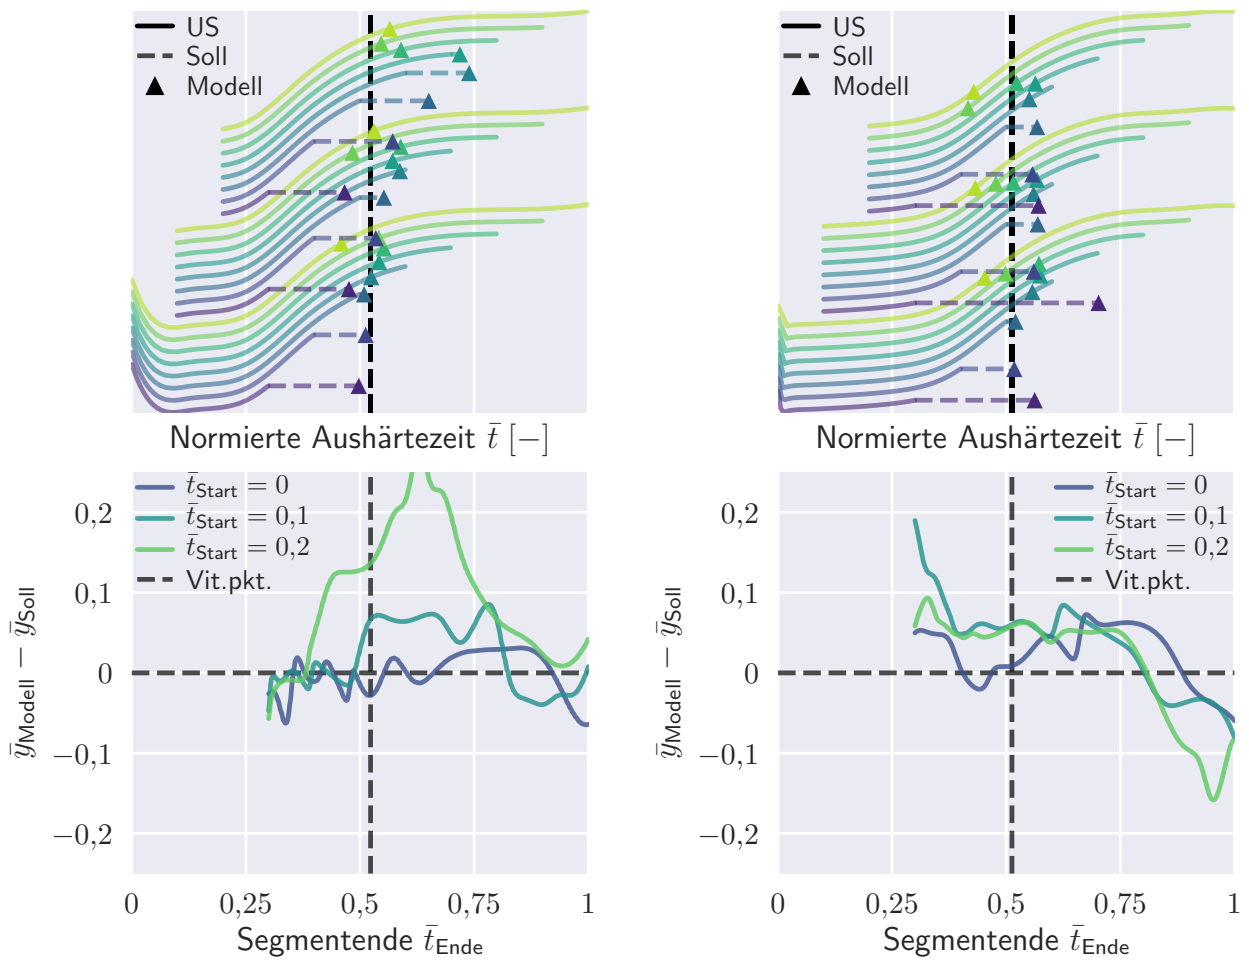 US
Soll
Modell
US
Soll
Modell
Normierte Aushärtezeit t̄ [−]
Normierte Aushärtezeit t̄ [−]
ȳModell − ȳSoll
0,2
0,1
0
−0,1
−0,2
t̄Start = 0
t̄Start = 0,1
t̄Start = 0,2
Vit.pkt.
0
0,25
0,5
0,75
1
Segmentende t̄Ende
ȳModell − ȳSoll
0,2
0,1
0
−0,1
−0,2
t̄Start = 0
t̄Start = 0,1
t̄Start = 0,2
Vit.pkt.
0
0,25
0,5
0,75
1
Segmentende t̄Ende